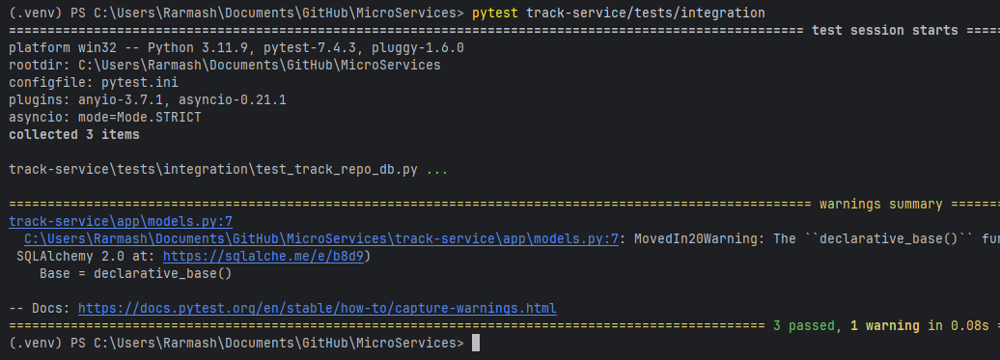 (.venv) PS C:\Users\Rarmash\Documents\GitHub\MicroServices> pytest track-service/tests/integration
======================================================================================================= test session starts =====
platform win32 -- Python 3.11.9, pytest-7.4.3, pluggy-1.6.0
rootdir: C:\Users\Rarmash\Documents\GitHub\MicroServices
configfile: pytest.ini
plugins: anyio-3.7.1, asyncio-0.21.1
asyncio: mode=Mode.STRICT
collected 3 items
track-service\tests\integration\test_track_repo_db.py ...
======================================================================================================== warnings summary =======
track-service\app\models.py:7
C:\Users\Rarmash\Documents\GitHub\MicroServices\track-service\app\models.py:7: MovedIn20Warning: The ``declarative_base()`` fun
SQLAlchemy 2.0 at: https://sqlalche.me/e/b8d9)
Base = declarative_base()
-- Docs: https://docs.pytest.org/en/stable/how-to/capture-warnings.html
================================================================================================== 3 passed, 1 warning in 0.08s =
(.venv) PS C:\Users\Rarmash\Documents\GitHub\MicroServices>